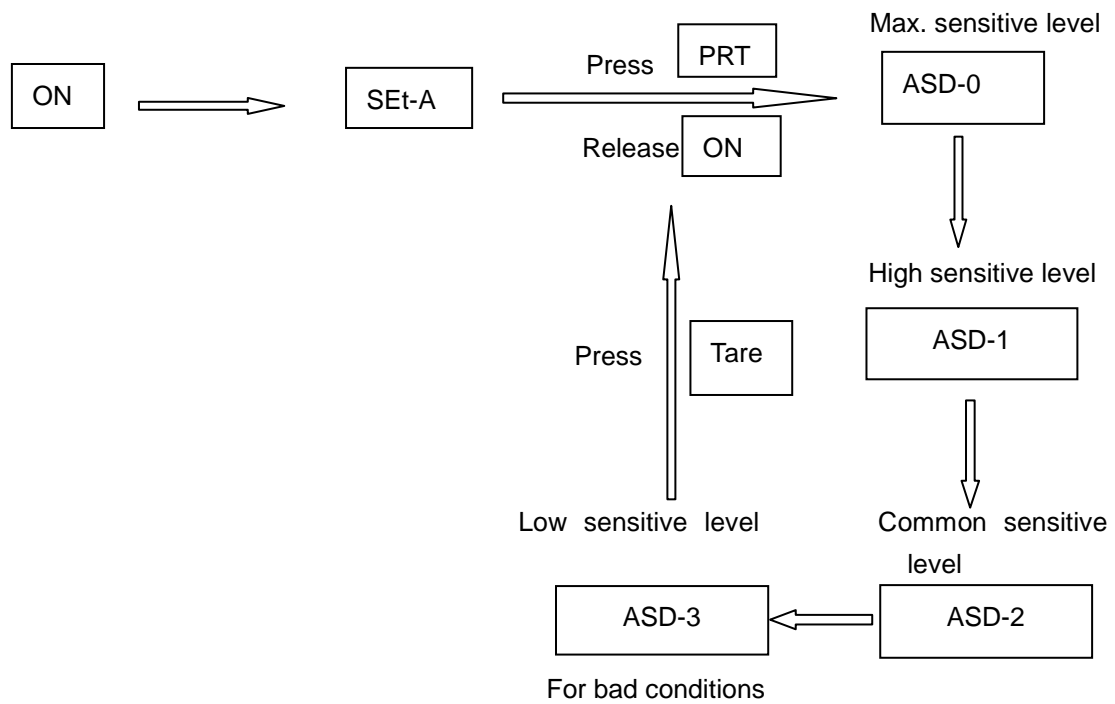 Max. sensitive level
ON
SEt-A
Press PRT
ASD-0
Release ON
High sensitive level
ASD-1
Press Tare
Low sensitive level
Common sensitive
level
ASD-3
ASD-2
For bad conditions